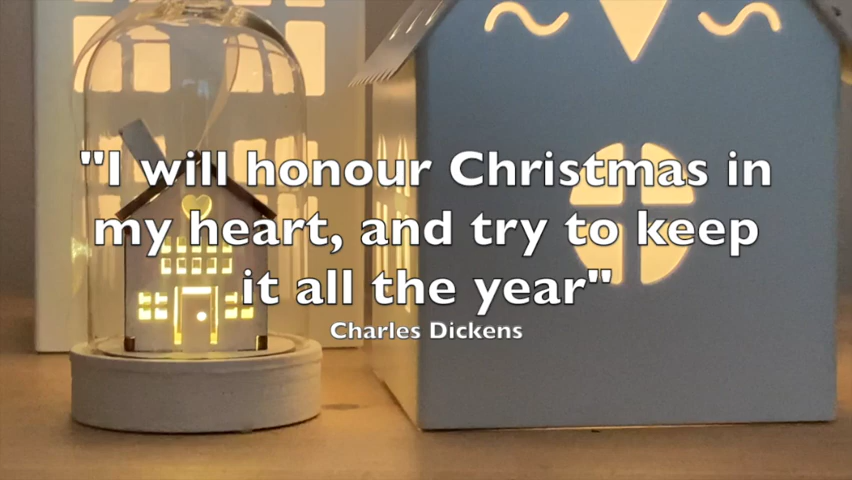 "I will honour Christmas in
my heart, and try to keep
it all the year"
Charles Dickens